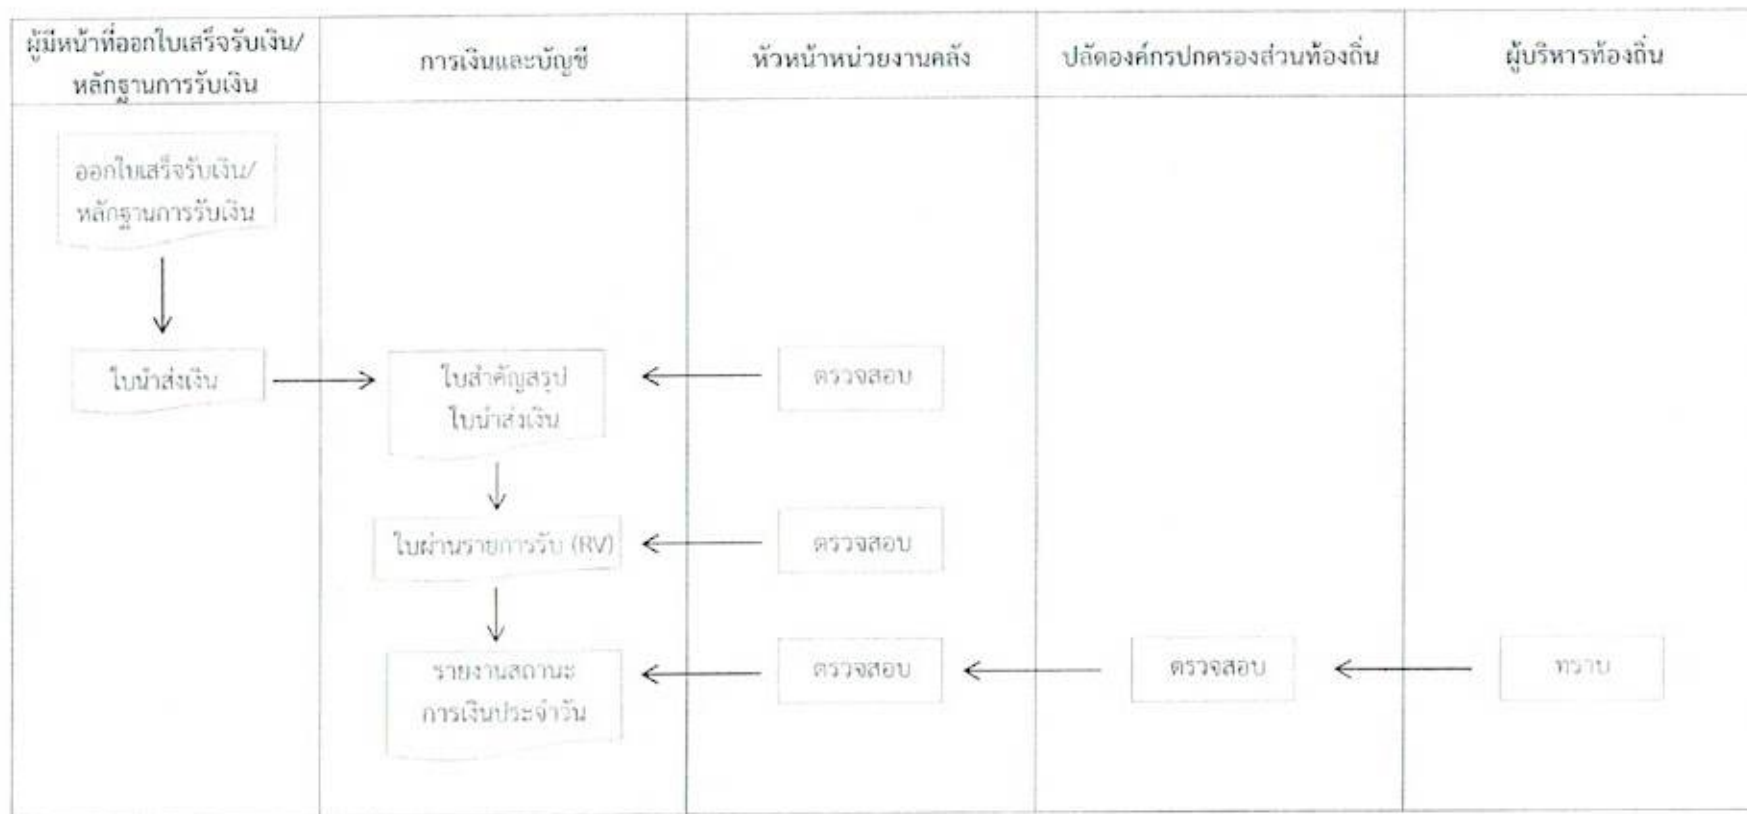 ผู้มีหน้าที่ออกใบเสร็จรับเงิน/
หลักฐานการรับเงิน
การเงินและบัญชี
หัวหน้าหน่วยงานคลัง
ปลัดองค์กรปกครองส่วนท้องถิ่น
ผู้บริหารท้องถิ่น
ออกใบเสร็จรับเงิน/
หลักฐานการรับเงิน
ใบนำส่งเงิน
ใบสำคัญสรุป
ใบนำส่งเงิน
ตรวจสอบ
ใบผ่านรายการรับ (RV)
ตรวจสอบ
รายงานสถานะ
การเงินประจำวัน
ตรวจสอบ
ตรวจสอบ
ทราบ